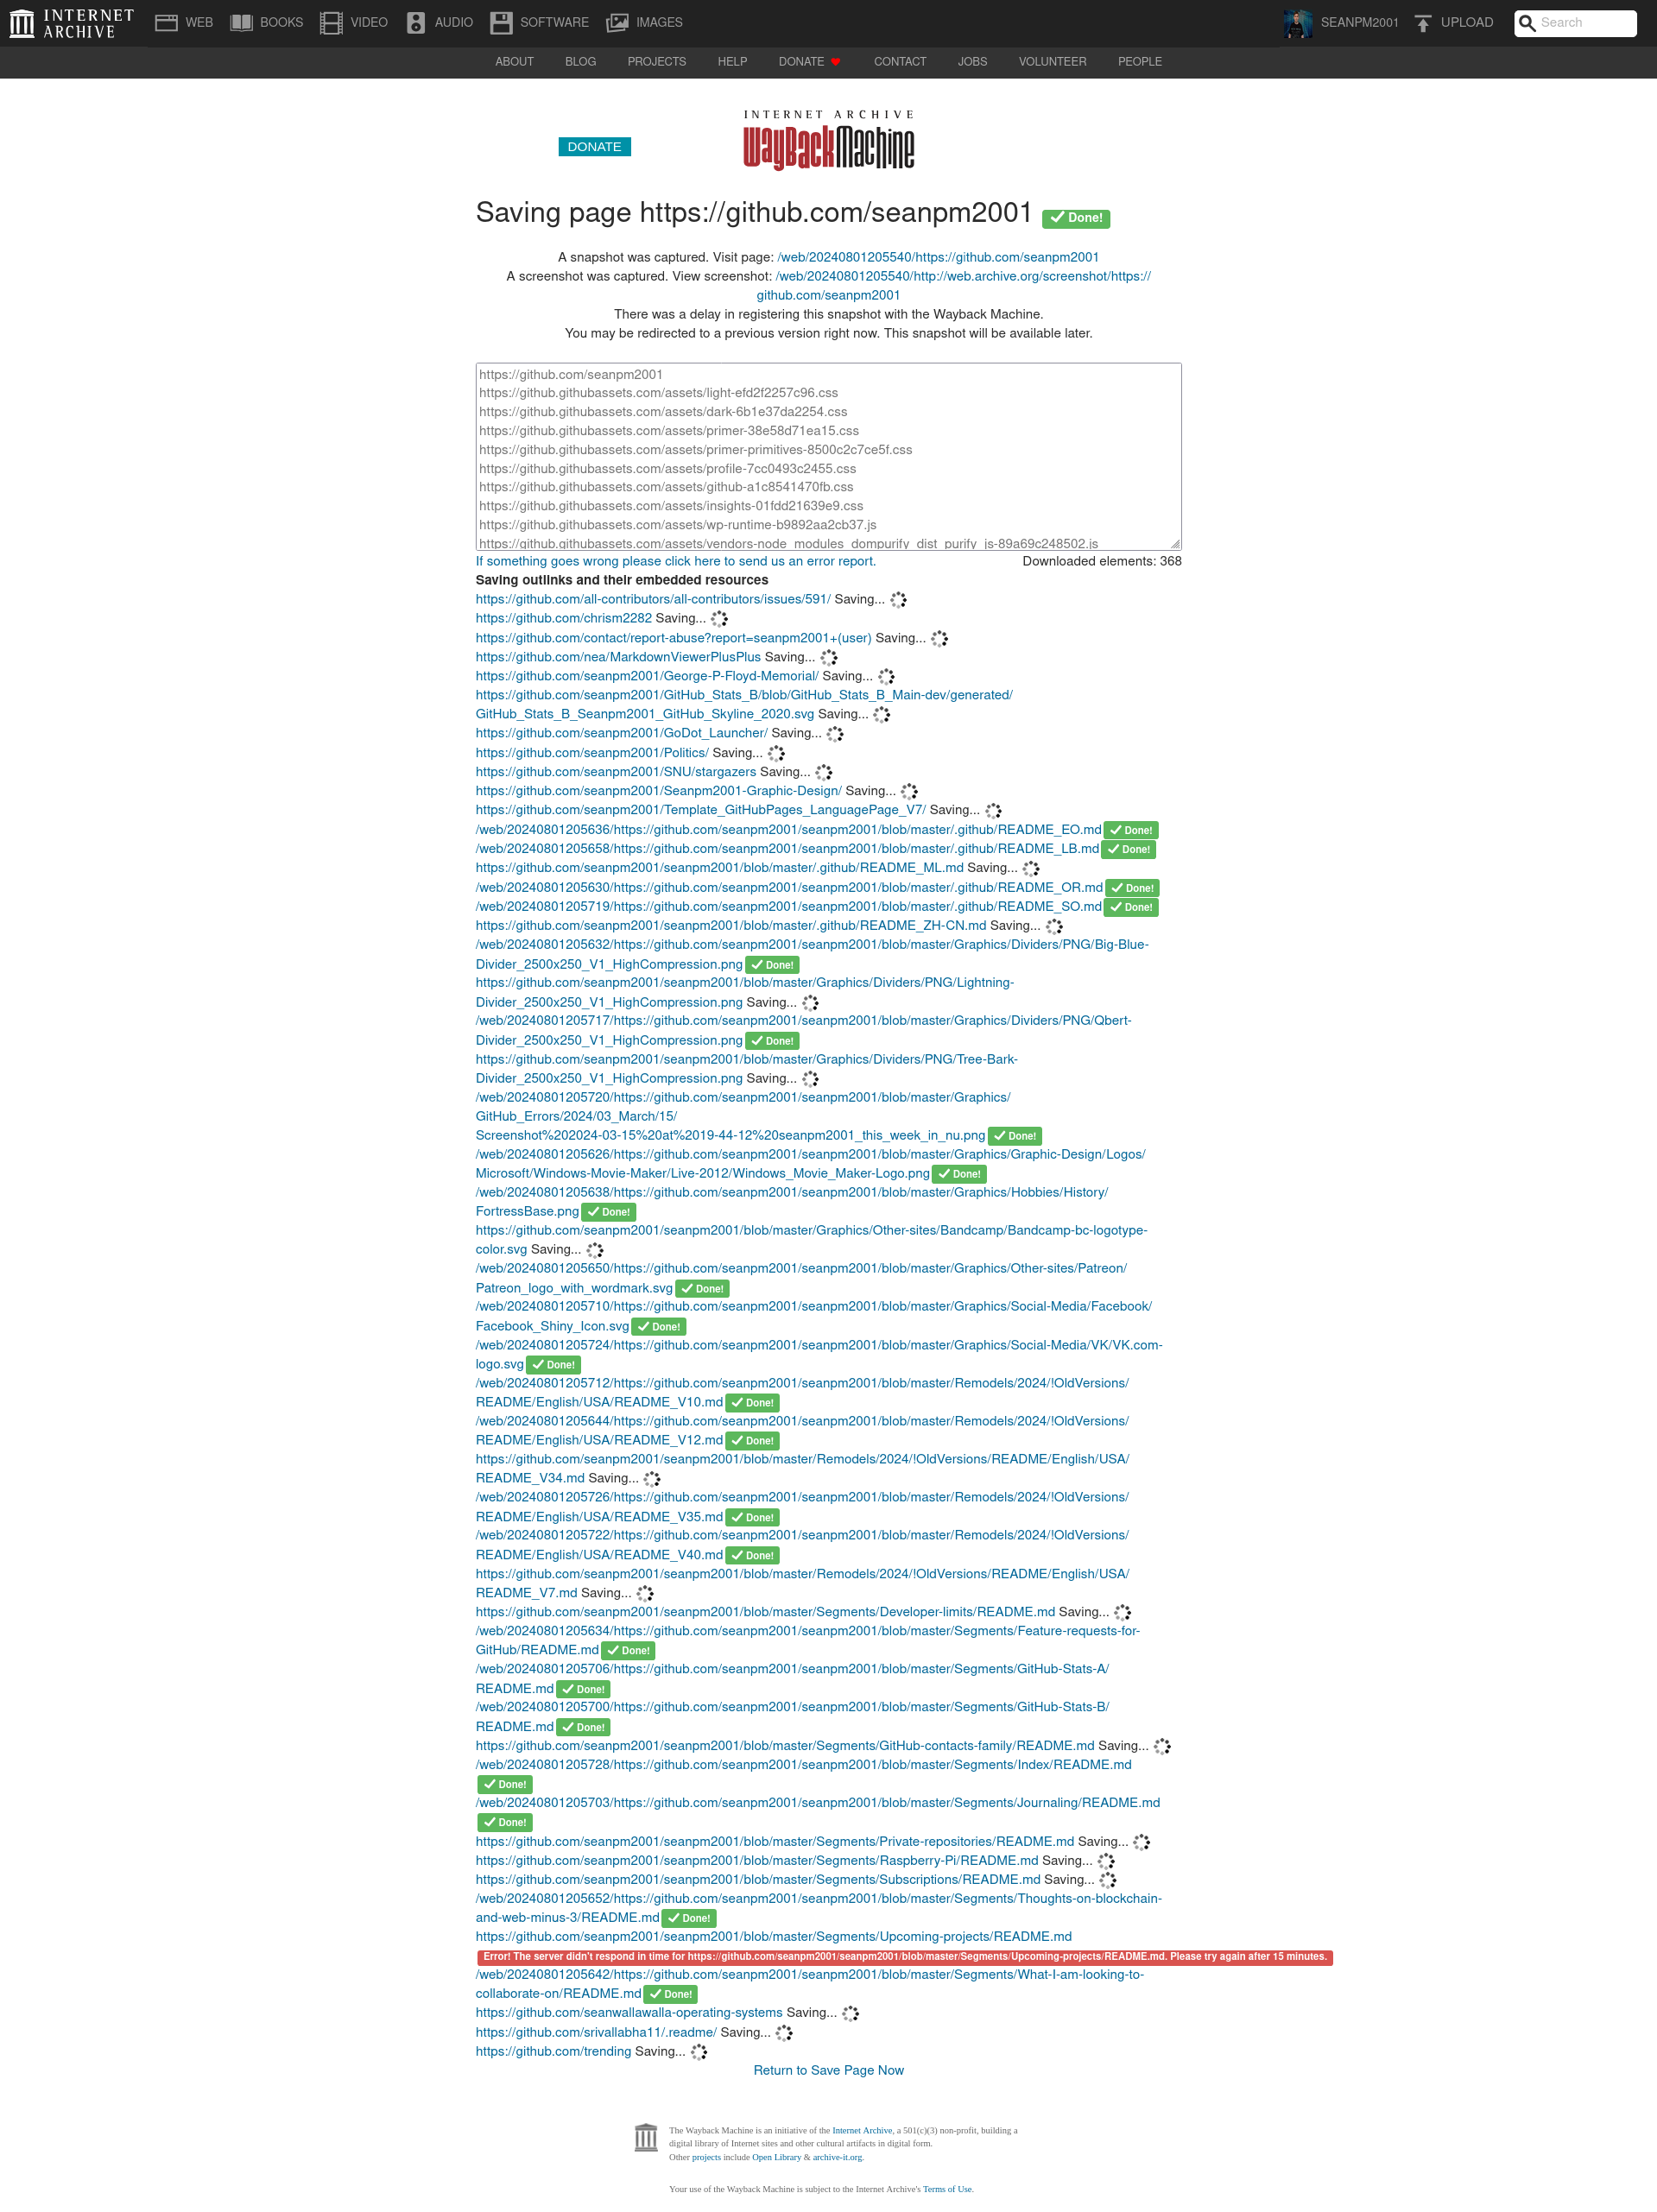 INTERNET ARCHIVE
WEB BOOKS VIDEO AUDIO SOFTWARE IMAGES SEANPM2001 UPLOAD Search
ABOUT BLOG PROJECTS HELP DONATE CONTACT JOBS VOLUNTEER PEOPLE
INTERNET ARCHIVE
DONATE WayBackMachine
Saving page https://github.com/seanpm2001 Done!
A snapshot was captured. Visit page: /web/20240801205540/https://github.com/seanpm2001
A screenshot was captured. View screenshot: /web/20240801205540/http://web.archive.org/screenshot/https://
github.com/seanpm2001
There was a delay in registering this snapshot with the Wayback Machine.
You may be redirected to a previous version right now. This snapshot will be available later.
https://github.com/seanpm2001
https://github.githubassets.com/assets/light-efd2f2257c96.css
https://github.githubassets.com/assets/dark-6b1e37da2254.css
https://github.githubassets.com/assets/primer-38e58d71ea15.css
https://github.githubassets.com/assets/primer-primitives-8500c2c7ce5f.css
https://github.githubassets.com/assets/profile-7cc0493c2455.css
https://github.githubassets.com/assets/github-a1c8541470fb.css
https://github.githubassets.com/assets/insights-01fdd21639e9.css
https://github.githubassets.com/assets/wp-runtime-b9892aa2cb37.js
https://github.githubassets.com/assets/vendors-node_modules_dompurify_dist_purify_js-89a69c248502.js
If something goes wrong please click here to send us an error report. Downloaded elements: 368
Saving outlinks and their embedded resources
https://github.com/all-contributors/all-contributors/issues/591/ Saving...
https://github.com/chrism2282 Saving...
https://github.com/contact/report-abuse?report=seanpm2001+(user) Saving...
https://github.com/nea/MarkdownViewerPlusPlus Saving...
https://github.com/seanpm2001/George-P-Floyd-Memorial/ Saving...
https://github.com/seanpm2001/GitHub_Stats_B/blob/GitHub_Stats_B_Main-dev/generated/
GitHub_Stats_B_Seanpm2001_GitHub_Skyline_2020.svg Saving...
https://github.com/seanpm2001/GoDot_Launcher/ Saving...
https://github.com/seanpm2001/Politics/ Saving...
https://github.com/seanpm2001/SNU/stargazers Saving...
https://github.com/seanpm2001/Seanpm2001-Graphic-Design/ Saving...
https://github.com/seanpm2001/Template_GitHubPages_LanguagePage_V7/ Saving...
/web/20240801205636/https://github.com/seanpm2001/seanpm2001/blob/master/.github/README_EO.md Done!
/web/20240801205658/https://github.com/seanpm2001/seanpm2001/blob/master/.github/README_LB.md Done!
https://github.com/seanpm2001/seanpm2001/blob/master/.github/README_ML.md Saving...
/web/20240801205630/https://github.com/seanpm2001/seanpm2001/blob/master/.github/README_OR.md Done!
/web/20240801205719/https://github.com/seanpm2001/seanpm2001/blob/master/.github/README_SO.md Done!
https://github.com/seanpm2001/seanpm2001/blob/master/.github/README_ZH-CN.md Saving...
/web/20240801205632/https://github.com/seanpm2001/seanpm2001/blob/master/Graphics/Dividers/PNG/Big-Blue-
Divider_2500x250_V1_HighCompression.png Done!
https://github.com/seanpm2001/seanpm2001/blob/master/Graphics/Dividers/PNG/Lightning-
Divider_2500x250_V1_HighCompression.png Saving...
/web/20240801205717/https://github.com/seanpm2001/seanpm2001/blob/master/Graphics/Dividers/PNG/Qbert-
Divider_2500x250_V1_HighCompression.png Done!
https://github.com/seanpm2001/seanpm2001/blob/master/Graphics/Dividers/PNG/Tree-Bark-
Divider_2500x250_V1_HighCompression.png Saving...
/web/20240801205720/https://github.com/seanpm2001/seanpm2001/blob/master/Graphics/
GitHub_Errors/2024/03_March/15/
Screenshot%202024-03-15%20at%2019-44-12%20seanpm2001_this_week_in_nu.png Done!
/web/20240801205626/https://github.com/seanpm2001/seanpm2001/blob/master/Graphics/Graphic-Design/Logos/
Microsoft/Windows-Movie-Maker/Live-2012/Windows_Movie_Maker-Logo.png Done!
/web/20240801205638/https://github.com/seanpm2001/seanpm2001/blob/master/Graphics/Hobbies/History/
FortressBase.png Done!
https://github.com/seanpm2001/seanpm2001/blob/master/Graphics/Other-sites/Bandcamp/Bandcamp-bc-logotype-
color.svg Saving...
/web/20240801205650/https://github.com/seanpm2001/seanpm2001/blob/master/Graphics/Other-sites/Patreon/
Patreon_logo_with_wordmark.svg Done!
/web/20240801205710/https://github.com/seanpm2001/seanpm2001/blob/master/Graphics/Social-Media/Facebook/
Facebook_Shiny_Icon.svg Done!
/web/20240801205724/https://github.com/seanpm2001/seanpm2001/blob/master/Graphics/Social-Media/VK/VK.com-
logo.svg Done!
/web/20240801205712/https://github.com/seanpm2001/seanpm2001/blob/master/Remodels/2024/!OldVersions/
README/English/USA/README_V10.md Done!
/web/20240801205644/https://github.com/seanpm2001/seanpm2001/blob/master/Remodels/2024/!OldVersions/
README/English/USA/README_V12.md Done!
https://github.com/seanpm2001/seanpm2001/blob/master/Remodels/2024/!OldVersions/README/English/USA/
README_V34.md Saving...
/web/20240801205726/https://github.com/seanpm2001/seanpm2001/blob/master/Remodels/2024/!OldVersions/
README/English/USA/README_V35.md Done!
/web/20240801205722/https://github.com/seanpm2001/seanpm2001/blob/master/Remodels/2024/!OldVersions/
README/English/USA/README_V40.md Done!
https://github.com/seanpm2001/seanpm2001/blob/master/Remodels/2024/!OldVersions/README/English/USA/
README_V7.md Saving...
https://github.com/seanpm2001/seanpm2001/blob/master/Segments/Developer-limits/README.md Saving...
/web/20240801205634/https://github.com/seanpm2001/seanpm2001/blob/master/Segments/Feature-requests-for-
GitHub/README.md Done!
/web/20240801205706/https://github.com/seanpm2001/seanpm2001/blob/master/Segments/GitHub-Stats-A/
README.md Done!
/web/20240801205700/https://github.com/seanpm2001/seanpm2001/blob/master/Segments/GitHub-Stats-B/
README.md Done!
https://github.com/seanpm2001/seanpm2001/blob/master/Segments/GitHub-contacts-family/README.md Saving...
/web/20240801205728/https://github.com/seanpm2001/seanpm2001/blob/master/Segments/Index/README.md
Done!
/web/20240801205703/https://github.com/seanpm2001/seanpm2001/blob/master/Segments/Journaling/README.md
Done!
https://github.com/seanpm2001/seanpm2001/blob/master/Segments/Private-repositories/README.md Saving...
https://github.com/seanpm2001/seanpm2001/blob/master/Segments/Raspberry-Pi/README.md Saving...
https://github.com/seanpm2001/seanpm2001/blob/master/Segments/Subscriptions/README.md Saving...
/web/20240801205652/https://github.com/seanpm2001/seanpm2001/blob/master/Segments/Thoughts-on-blockchain-
and-web-minus-3/README.md Done!
https://github.com/seanpm2001/seanpm2001/blob/master/Segments/Upcoming-projects/README.md
Error! The server didn't respond in time for https://github.com/seanpm2001/seanpm2001/blob/master/Segments/Upcoming-projects/README.md. Please try again after 15 minutes.
/web/20240801205642/https://github.com/seanpm2001/seanpm2001/blob/master/Segments/What-I-am-looking-to-
collaborate-on/README.md Done!
https://github.com/seanwallawalla-operating-systems Saving...
https://github.com/srivallabha11/.readme/ Saving...
https://github.com/trending Saving...
Return to Save Page Now
The Wayback Machine is an initiative of the Internet Archive, a 501(c)(3) non-profit, building a
digital library of Internet sites and other cultural artifacts in digital form.
Other projects include Open Library & archive-it.org.
Your use of the Wayback Machine is subject to the Internet Archive's Terms of Use.